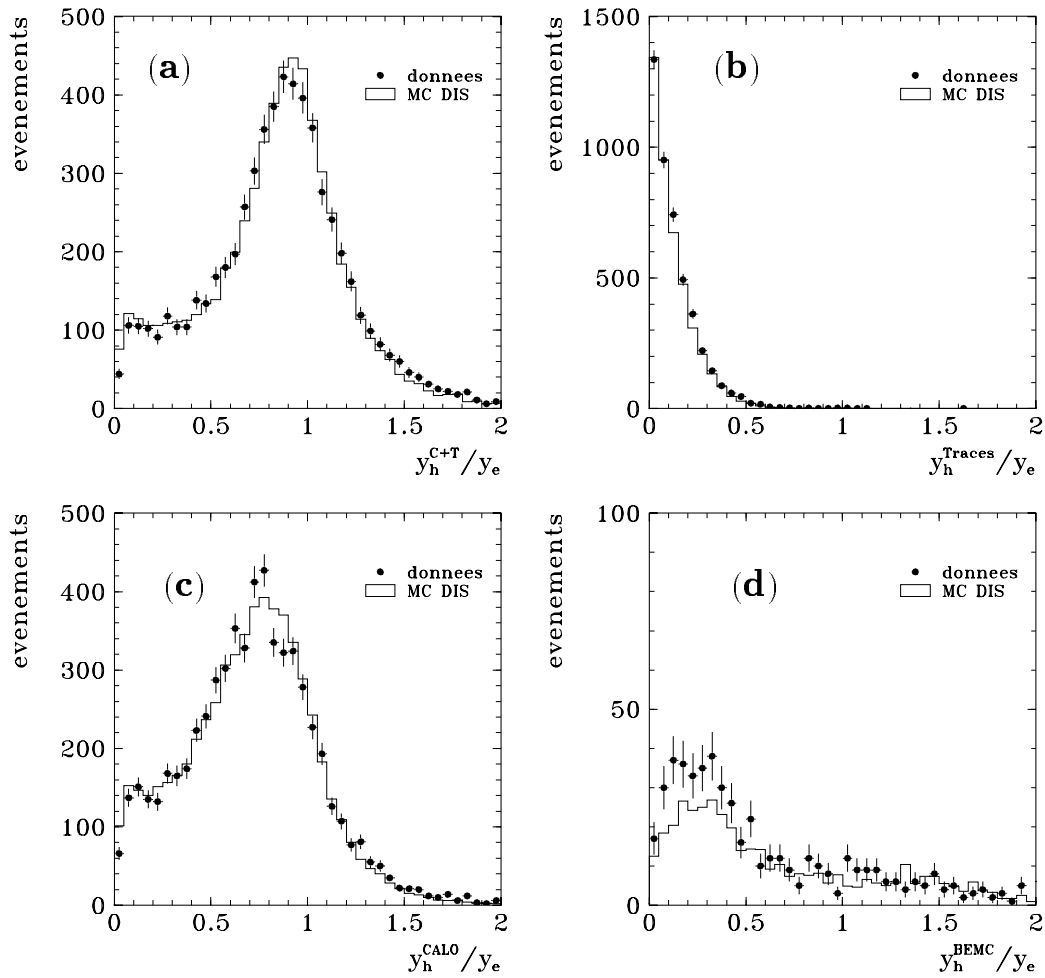 evenements
500
400
300
200
100
0
(a)
donnees
MC DIS
0 0.5 1 1.5 2
y_h^{C+T}/y_e
evenements
1500
1000
500
0
(b)
donnees
MC DIS
0 0.5 1 1.5 2
y_h^{Traces}/y_e
evenements
500
400
300
200
100
0
(c)
donnees
MC DIS
0 0.5 1 1.5 2
y_h^{CALO}/y_e
evenements
100
50
0
(d)
donnees
MC DIS
0 0.5 1 1.5 2
y_h^{BEMC}/y_e